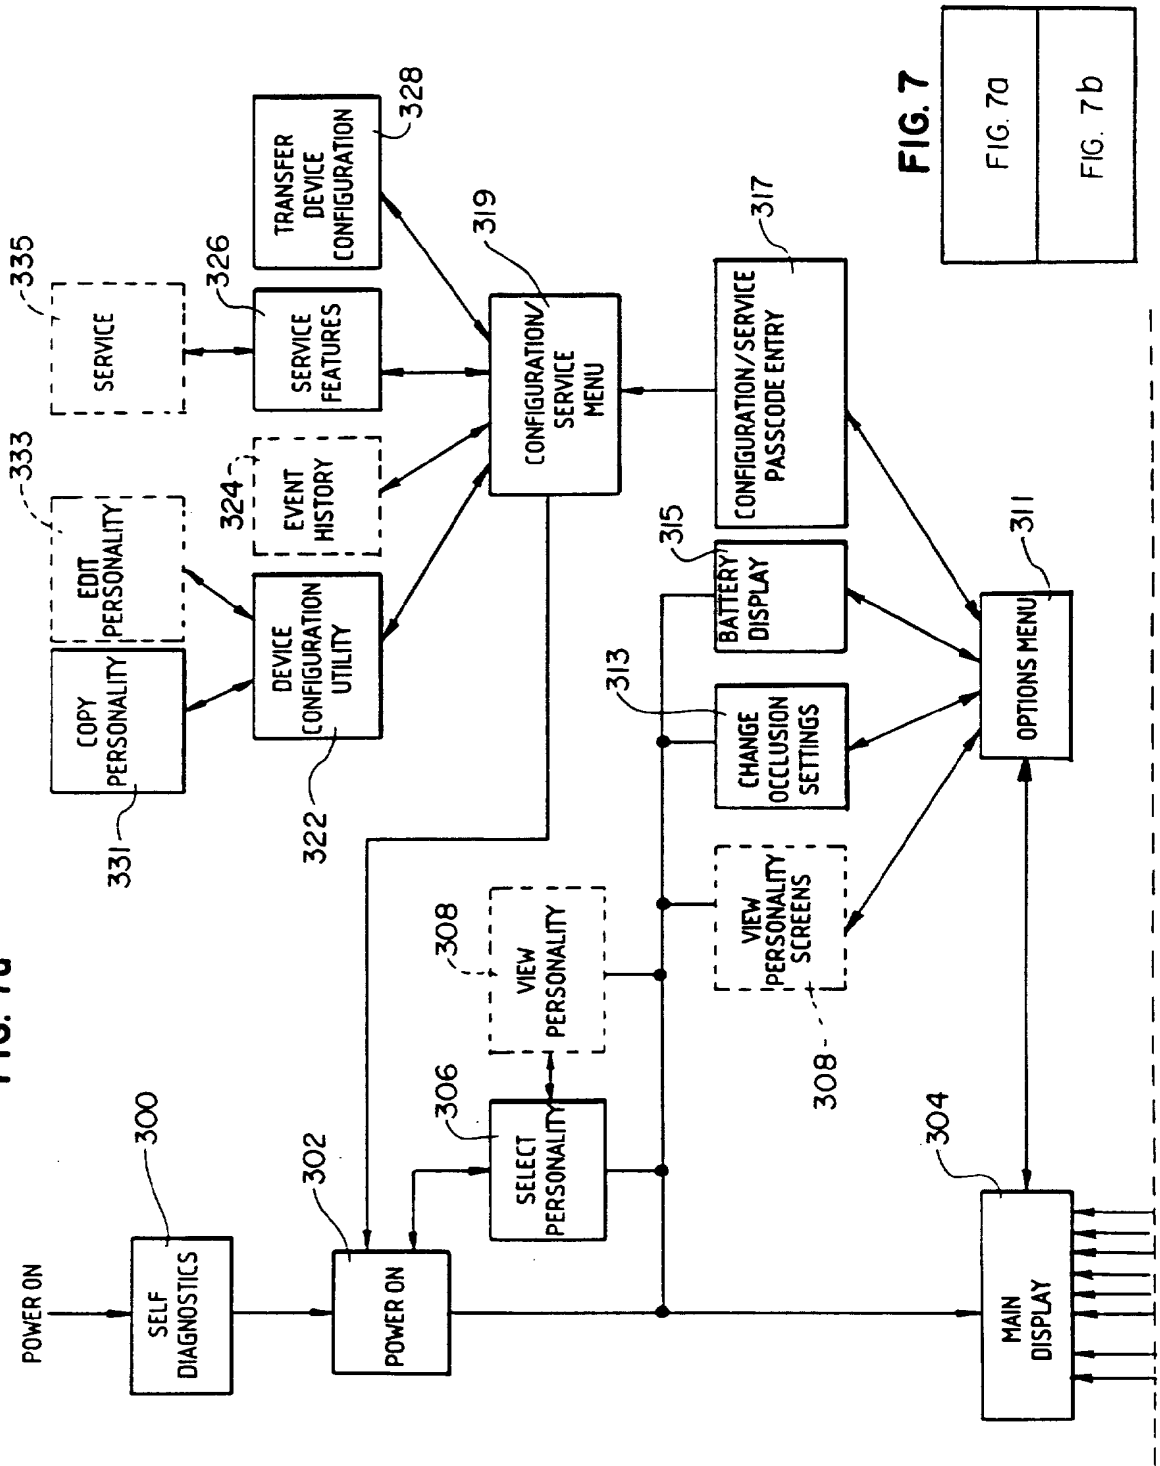 FIG. 7a
POWER ON
SELF
DIAGNOSTICS
300
POWER ON
302
SELECT
PERSONALITY
306
VIEW
PERSONALITY
308
MAIN
DISPLAY
304
COPY
PERSONALITY
331
EDIT
PERSONALITY
333
SERVICE
335
DEVICE
CONFIGURATION
UTILITY
322
EVENT
HISTORY
324
SERVICE
FEATURES
326
TRANSFER
DEVICE
CONFIGURATION
328
CONFIGURATION/
SERVICE
MENU
319
VIEW
PERSONALITY
SCREENS
308
CHANGE
OCCLUSION
SETTINGS
313
BATTERY
DISPLAY
315
CONFIGURATION/SERVICE
PASSCODE ENTRY
317
OPTIONS MENU
311
FIG. 7
FIG. 7a
FIG. 7b